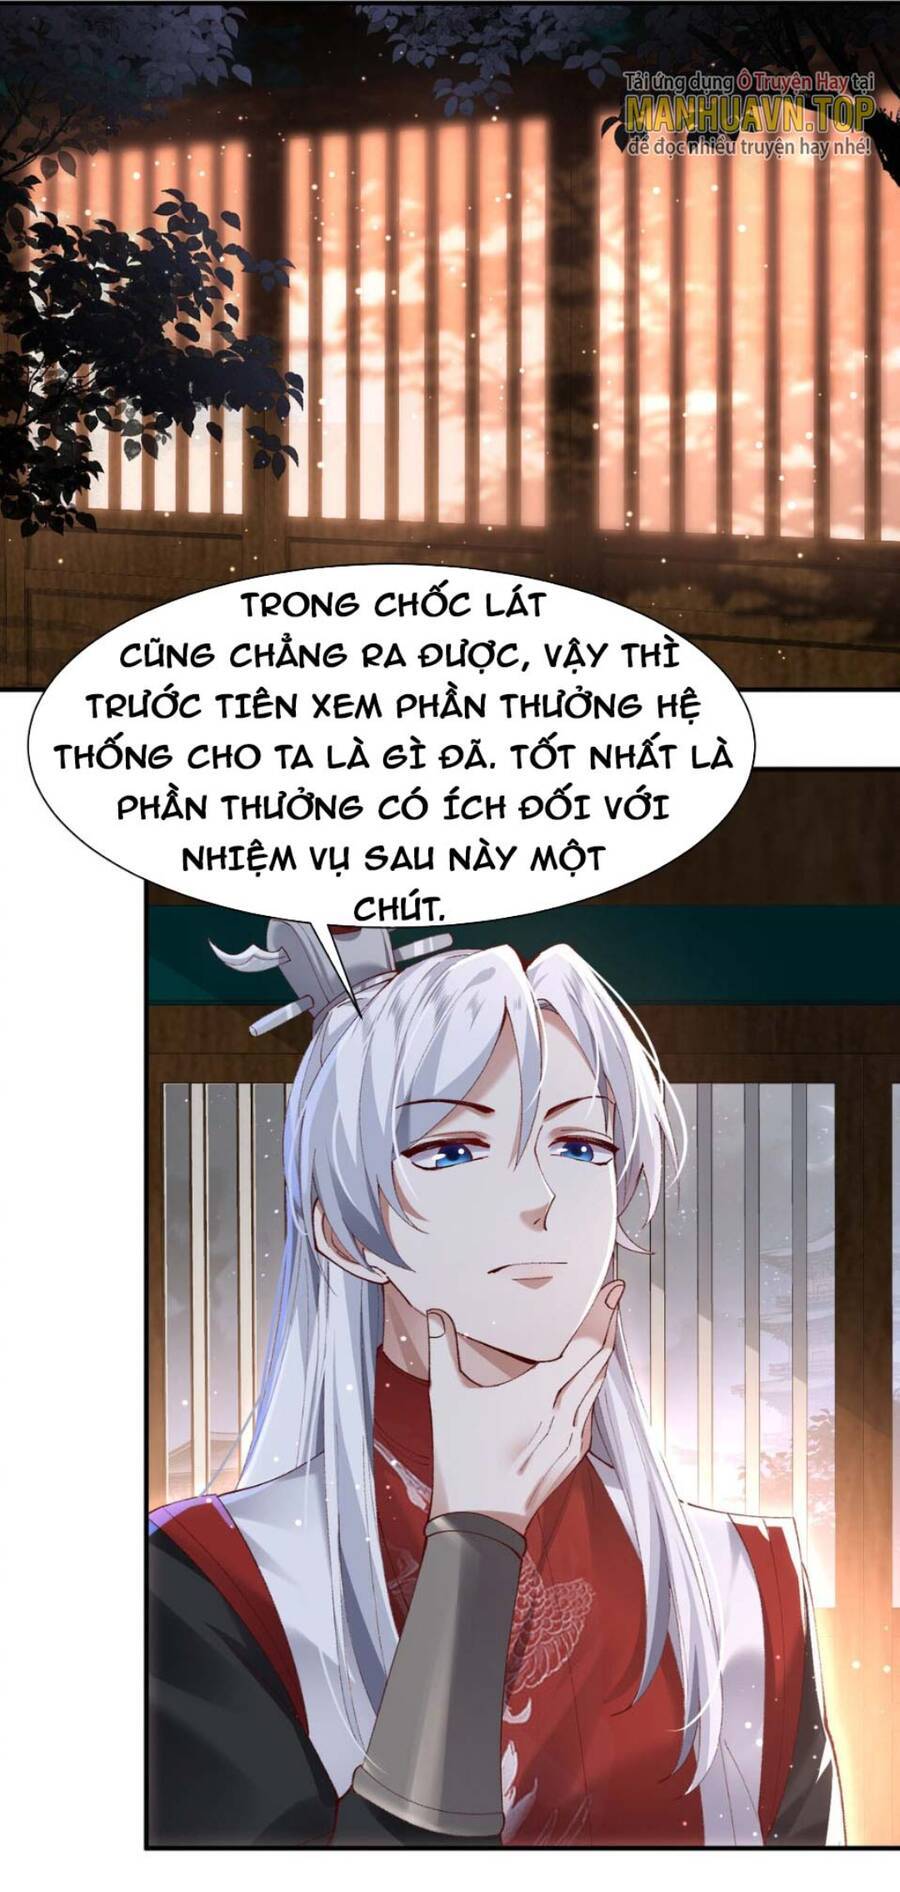 Tải ứng dụng Ô Truyện Hay tại
MANHUAVN.TOP
để đọc nhiều truyện hay nhé!
TRONG CHỐC LÁT
CŨNG CHẲNG RA ĐƯỢC, VẬY THÌ
TRƯỚC TIÊN XEM PHẦN THƯỞNG HỆ
THỐNG CHO TA LÀ GÌ ĐÃ. TỐT NHẤT LÀ
PHẦN THƯỞNG CÓ ÍCH ĐỐI VỚI
NHIỆM VỤ SAU NÀY MỘT
CHÚT.